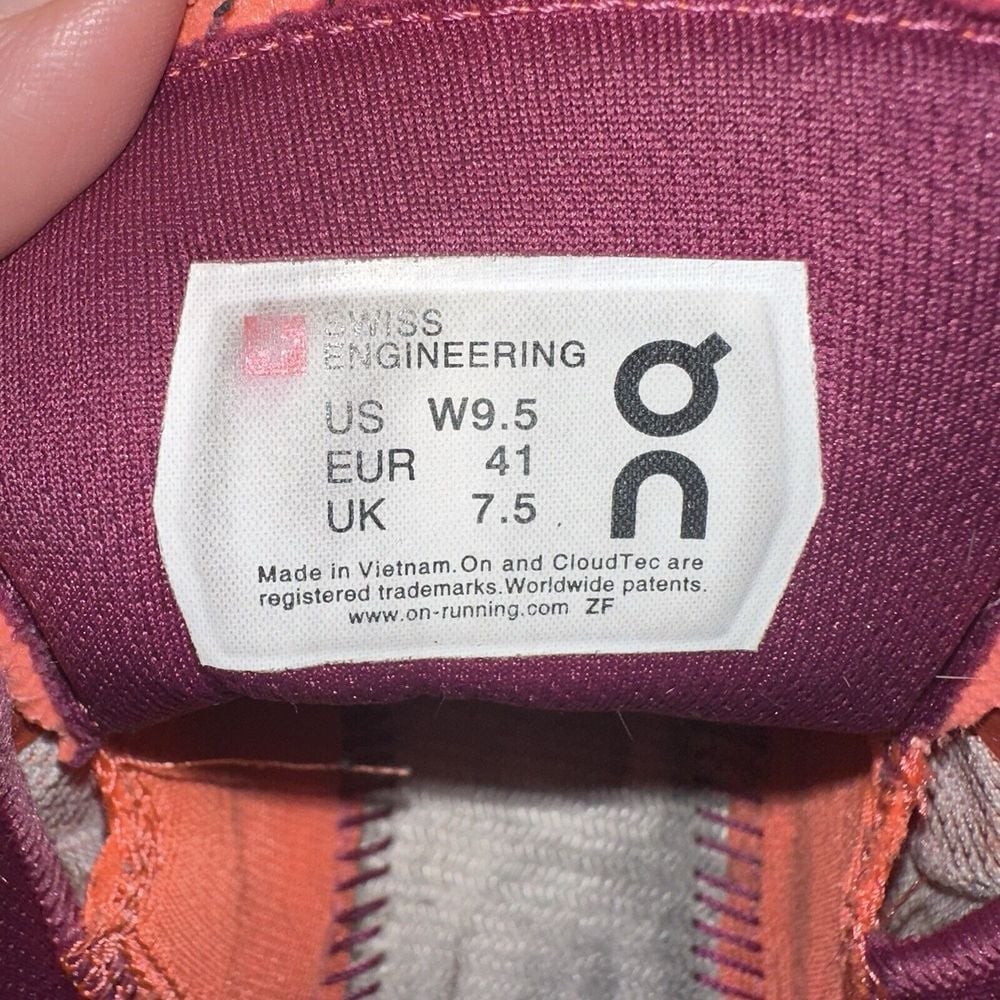 SWISS
ENGINEERING
US W9.5
EUR 41
UK 7.5
On
Made in Vietnam. On and CloudTec are
registered trademarks. Worldwide patents.
www.on-running.com ZF